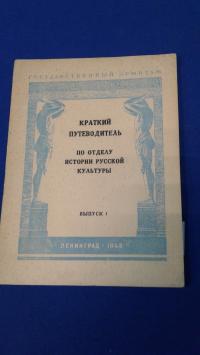 ГОСУДАРСТВЕННЫЙ ЭРМИТАЖ
КРАТКИЙ
ПУТЕВОДИТЕЛЬ
ПО ОТДЕЛУ
ИСТОРИИ РУССКОЙ
КУЛЬТУРЫ
ВЫПУСК I
ЛЕНИНГРАД